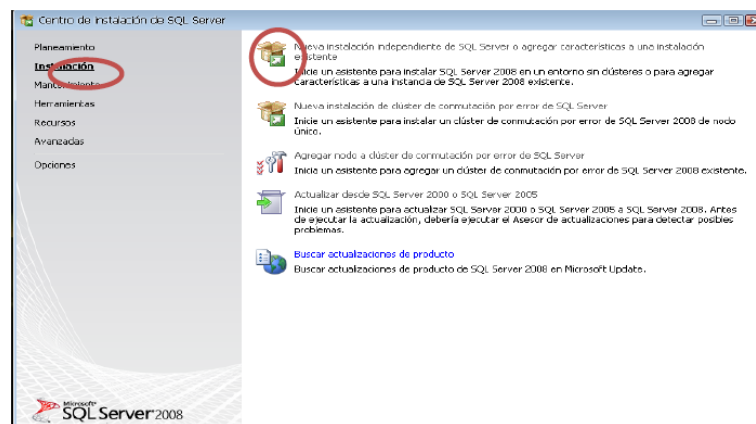 Centro de instalación de SQL Server
Planeamiento
Instalación
Mantenimiento
Herramientas
Recursos
Avanzadas
Opciones
Nueva instalación independiente de SQL Server o agregar características a una instalación
existente
Inicie un asistente para instalar SQL Server 2008 en un entorno sin clústeres o para agregar
características a una instancia de SQL Server 2008 existente.
Nueva instalación de clúster de conmutación por error de SQL Server
Inicie un asistente para instalar un clúster de conmutación por error de SQL Server 2008 de nodo
único.
Agregar nodo a clúster de conmutación por error de SQL Server
Inicie un asistente para agregar un clúster de conmutación por error de SQL Server 2008 existente.
Actualizar desde SQL Server 2000 o SQL Server 2005
Inicie un asistente para actualizar SQL Server 2000 o SQL Server 2005 a SQL Server 2008. Antes
de ejecutar la actualización, debería ejecutar el Asesor de actualizaciones para detectar posibles
problemas.
Buscar actualizaciones de producto
Buscar actualizaciones de producto de SQL Server 2008 en Microsoft Update.
Microsoft
SQL Server 2008